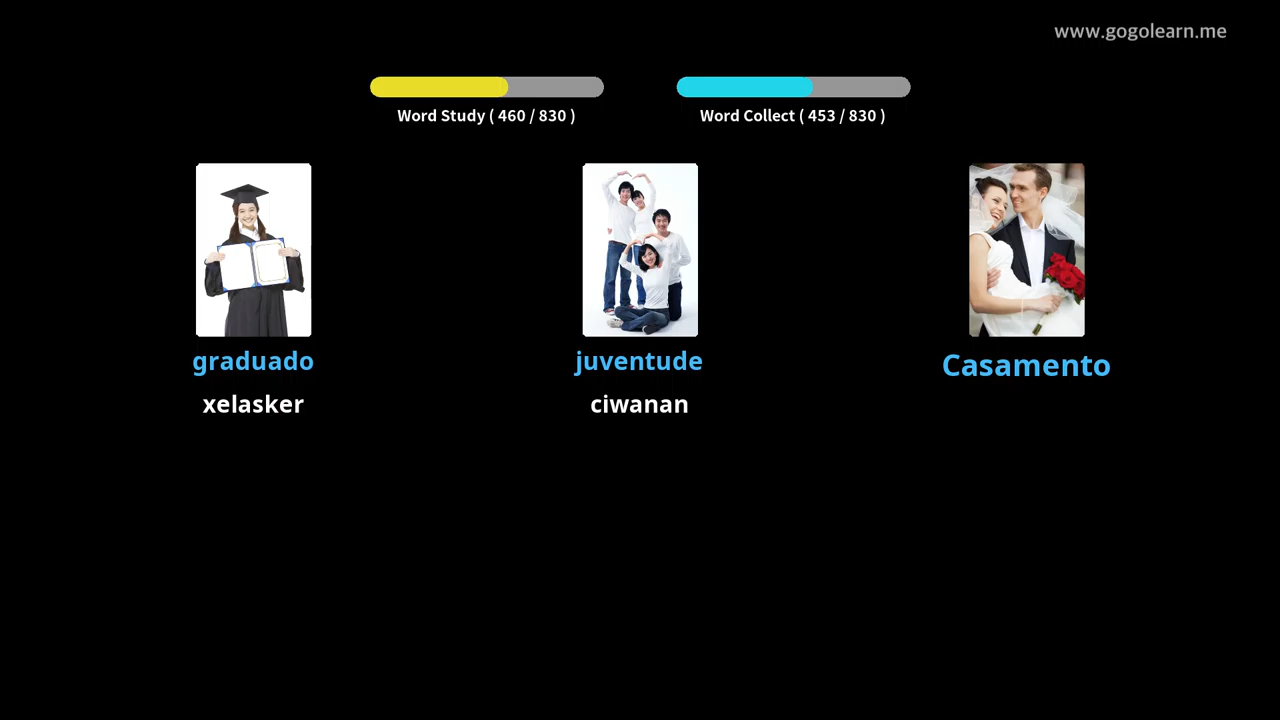 www.gogolearn.me
Word Study ( 460 / 830 )
Word Collect ( 453 / 830 )
graduado
juventude
Casamento
xelasker
ciwanan